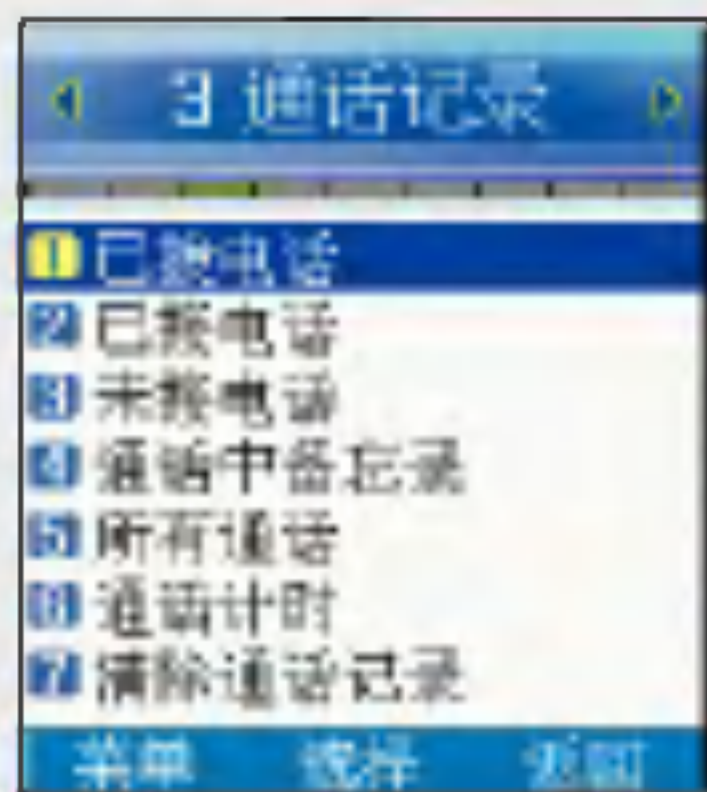 3 通话记录
1 已拨电话
2 已接电话
3 未接电话
4 通话中备忘录
5 所有通话
6 通话计时
7 清除通话记录
菜单 选择 返回